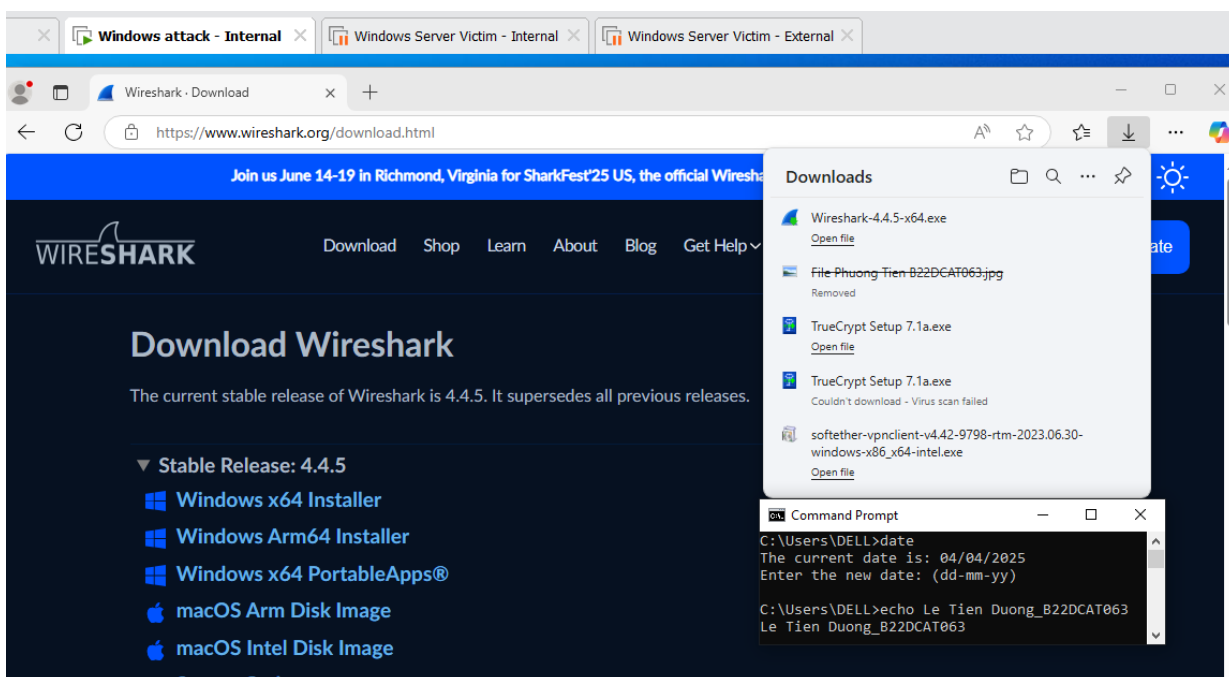 Windows attack - Internal
Windows Server Victim - Internal
Windows Server Victim - External
Wireshark · Download
https://www.wireshark.org/download.html
Join us June 14-19 in Richmond, Virginia for SharkFest'25 US, the official
WIRESHARK
Download Shop Learn About Blog Get Help
Download Wireshark
The current stable release of Wireshark is 4.4.5. It supersedes all previous releases.
Stable Release: 4.4.5
Windows x64 Installer
Windows Arm64 Installer
Windows x64 PortableApps®
macOS Arm Disk Image
macOS Intel Disk Image
Downloads
Wireshark-4.4.5-x64.exe
Open file
File Phuong Tien B22DCAT063.jpg
Removed
TrueCrypt Setup 7.1a.exe
Open file
TrueCrypt Setup 7.1a.exe
Couldn't download - Virus scan failed
softether-vpnclient-v4.42-9798-rtm-2023.06.30-
windows-x86_x64-intel.exe
Open file
Command Prompt
C:\Users\DELL>date
The current date is: 04/04/2025
Enter the new date: (dd-mm-yy)
C:\Users\DELL>echo Le Tien Duong_B22DCAT063
Le Tien Duong_B22DCAT063